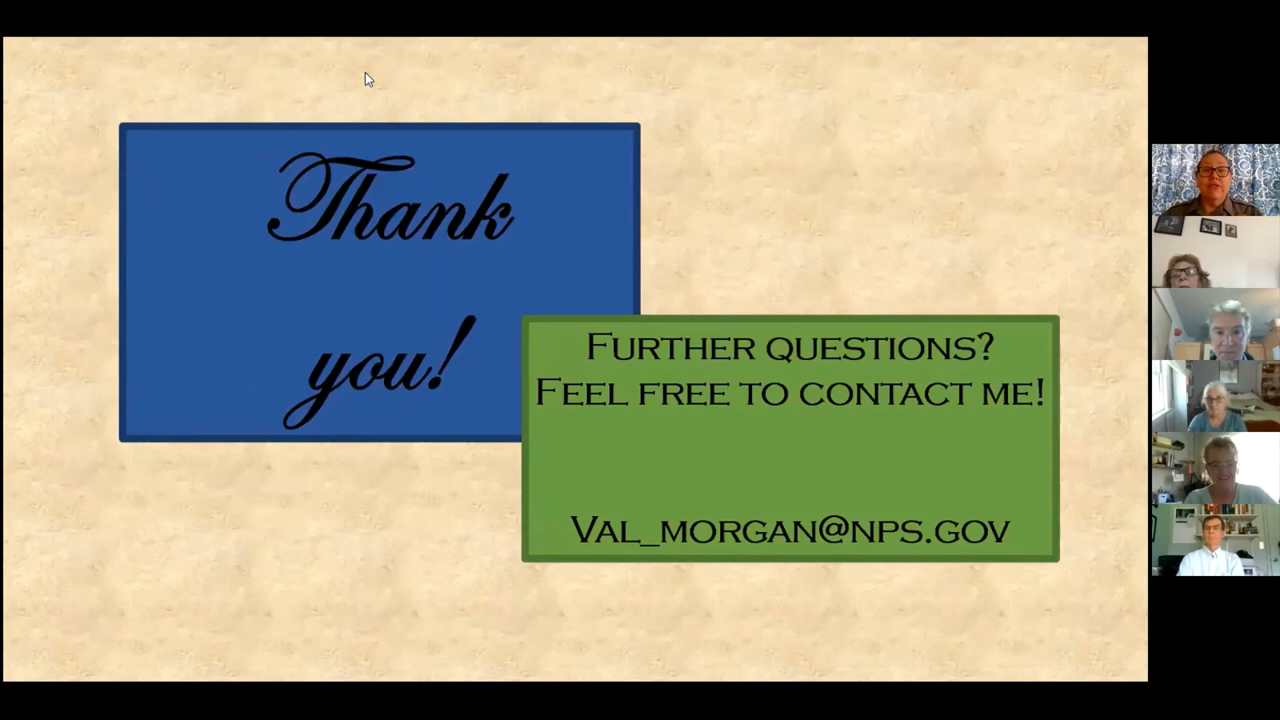 Thank
you!
Further questions?
Feel free to contact me!
Val_morgan@nps.gov